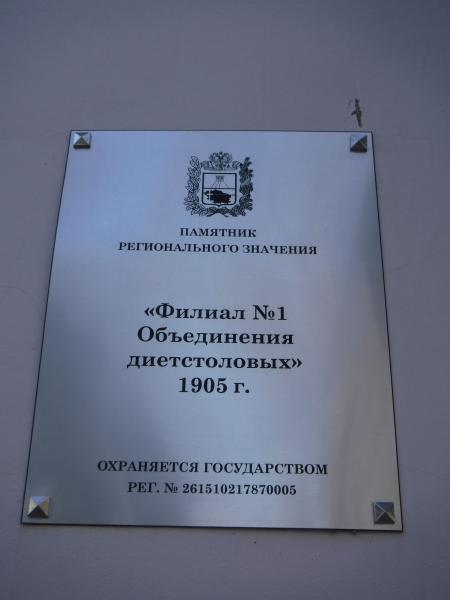 ПАМЯТНИК
РЕГИОНАЛЬНОГО ЗНАЧЕНИЯ
«Филиал №1
Объединения
диетстоловых»
1905 г.
ОХРАНЯЕТСЯ ГОСУДАРСТВОМ
РЕГ. № 261510217870005